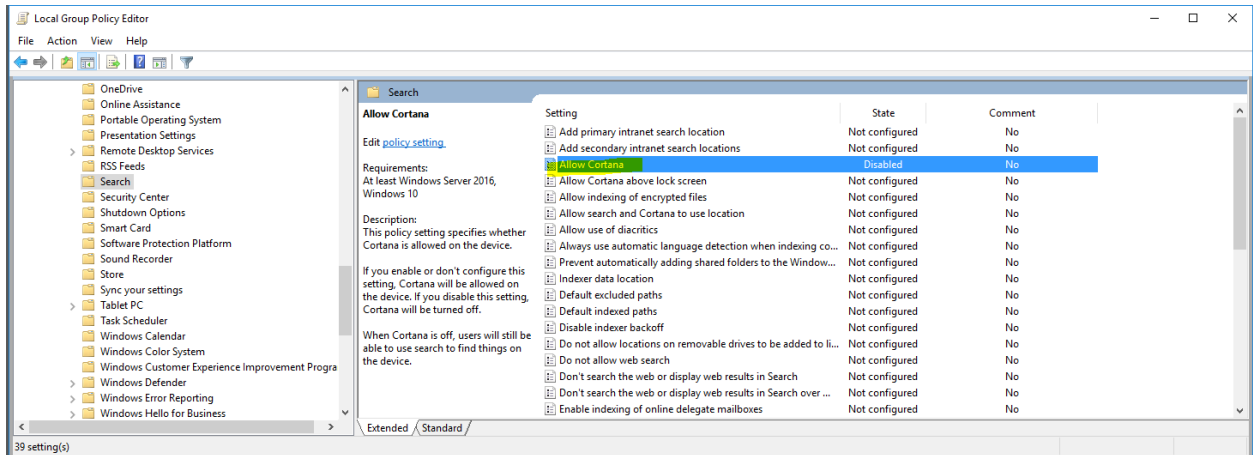 Local Group Policy Editor
File Action View Help
OneDrive
Online Assistance
Portable Operating System
Presentation Settings
Remote Desktop Services
RSS Feeds
Search
Security Center
Shutdown Options
Smart Card
Software Protection Platform
Sound Recorder
Store
Sync your settings
Tablet PC
Task Scheduler
Windows Calendar
Windows Color System
Windows Customer Experience Improvement Progra
Windows Defender
Windows Error Reporting
Windows Hello for Business
Search
Allow Cortana
Edit policy setting
Requirements:
At least Windows Server 2016,
Windows 10
Description:
This policy setting specifies whether
Cortana is allowed on the device.
If you enable or don't configure this
setting, Cortana will be allowed on
the device. If you disable this setting,
Cortana will be turned off.
When Cortana is off, users will still be
able to use search to find things on
the device.
Setting State Comment
Add primary intranet search location Not configured No
Add secondary intranet search locations Not configured No
Allow Cortana Disabled No
Allow Cortana above lock screen Not configured No
Allow indexing of encrypted files Not configured No
Allow search and Cortana to use location Not configured No
Allow use of diacritics Not configured No
Always use automatic language detection when indexing co... Not configured No
Prevent automatically adding shared folders to the Window... Not configured No
Indexer data location Not configured No
Default excluded paths Not configured No
Default indexed paths Not configured No
Disable indexer backoff Not configured No
Do not allow locations on removable drives to be added to li... Not configured No
Do not allow web search Not configured No
Don't search the web or display web results in Search Not configured No
Don't search the web or display web results in Search over ... Not configured No
Enable indexing of online delegate mailboxes Not configured No
Extended Standard
39 setting(s)